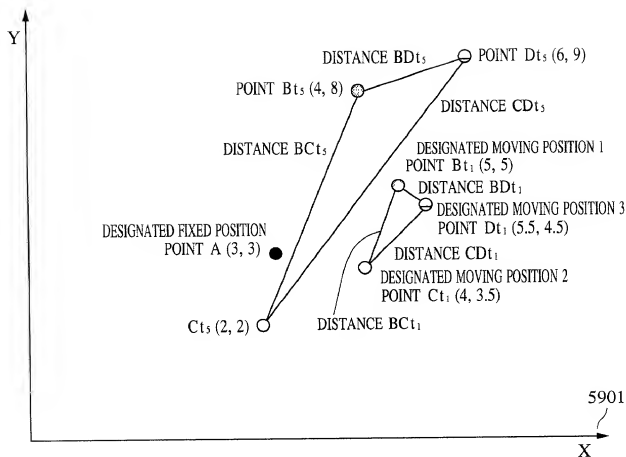 Y
DISTANCE BDt₅
POINT Dt₅ (6, 9)
POINT Bt₅ (4, 8)
DISTANCE CDt₅
DISTANCE BCt₅
DESIGNATED MOVING POSITION 1
POINT Bt₁ (5, 5)
DISTANCE BDt₁
DESIGNATED MOVING POSITION 3
POINT Dt₁ (5.5, 4.5)
DESIGNATED FIXED POSITION
POINT A (3, 3)
DISTANCE CDt₁
DESIGNATED MOVING POSITION 2
POINT Ct₁ (4, 3.5)
Ct₅ (2, 2)
DISTANCE BCt₁
5901
X